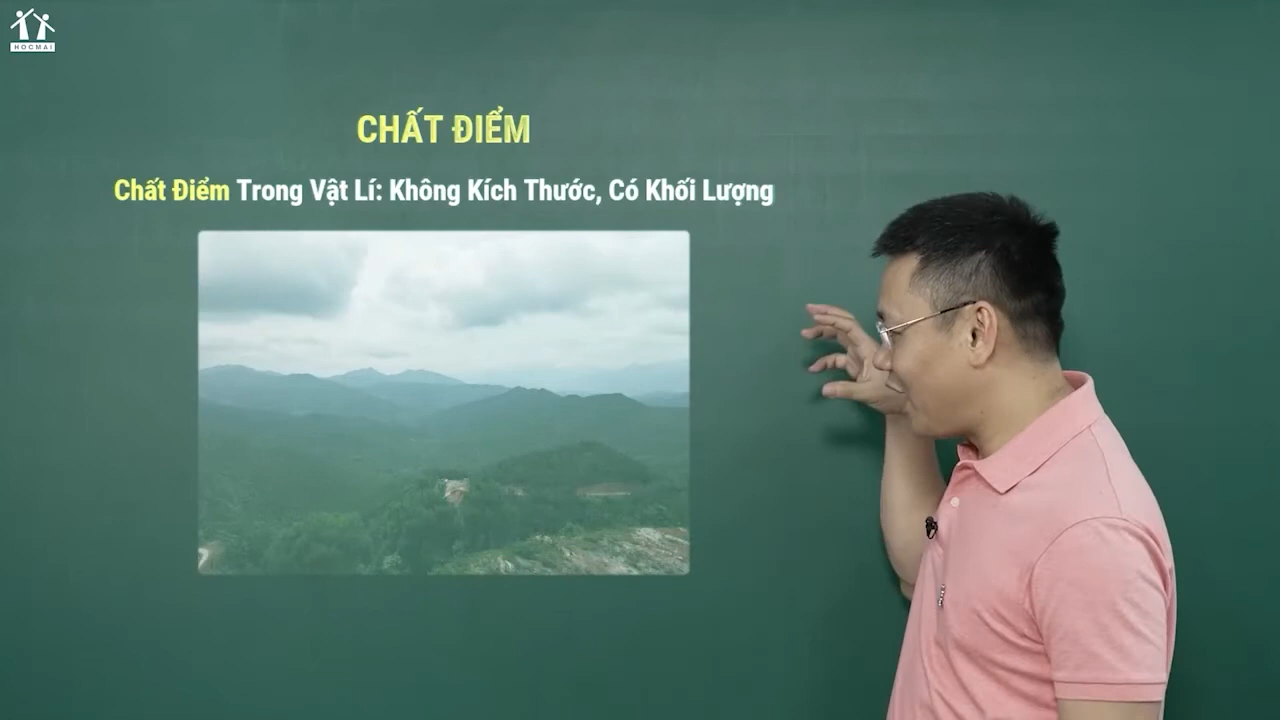 HOCMAI
CHẤT ĐIỂM
Chất Điểm Trong Vật Lí: Không Kích Thước, Có Khối Lượng